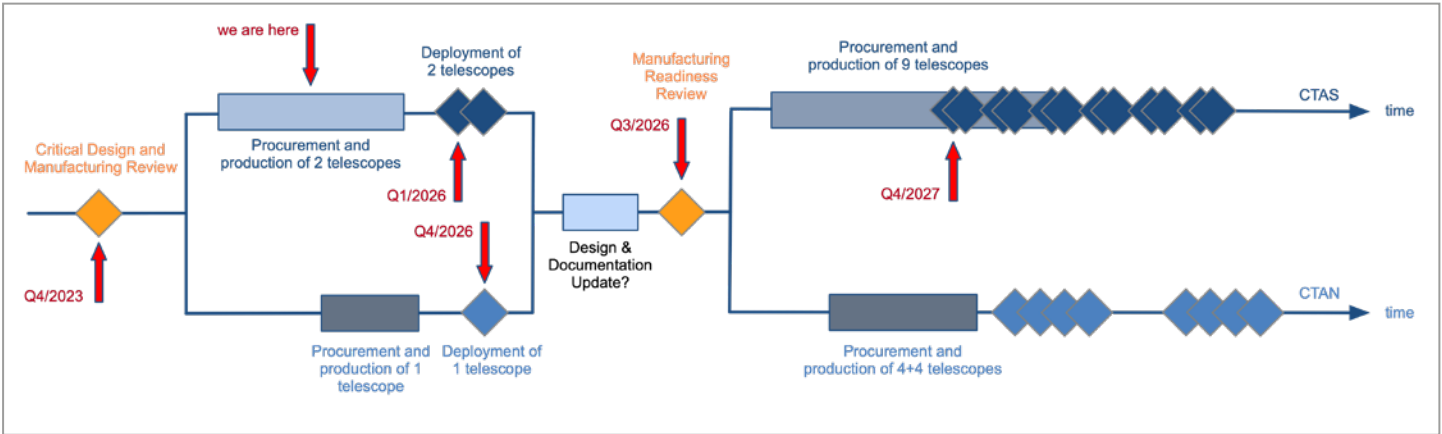 we are here
Deployment of
2 telescopes
Manufacturing
Readiness
Review
Procurement and
production of 9 telescopes
CTAS
time
Q3/2026
Critical Design and
Manufacturing Review
Procurement and
production of 2 telescopes
Q1/2026
Q4/2027
Q4/2026
Design &
Documentation
Update?
Q4/2023
CTAN
time
Procurement and
production of 1
telescope
Deployment of
1 telescope
Procurement and
production of 4+4 telescopes